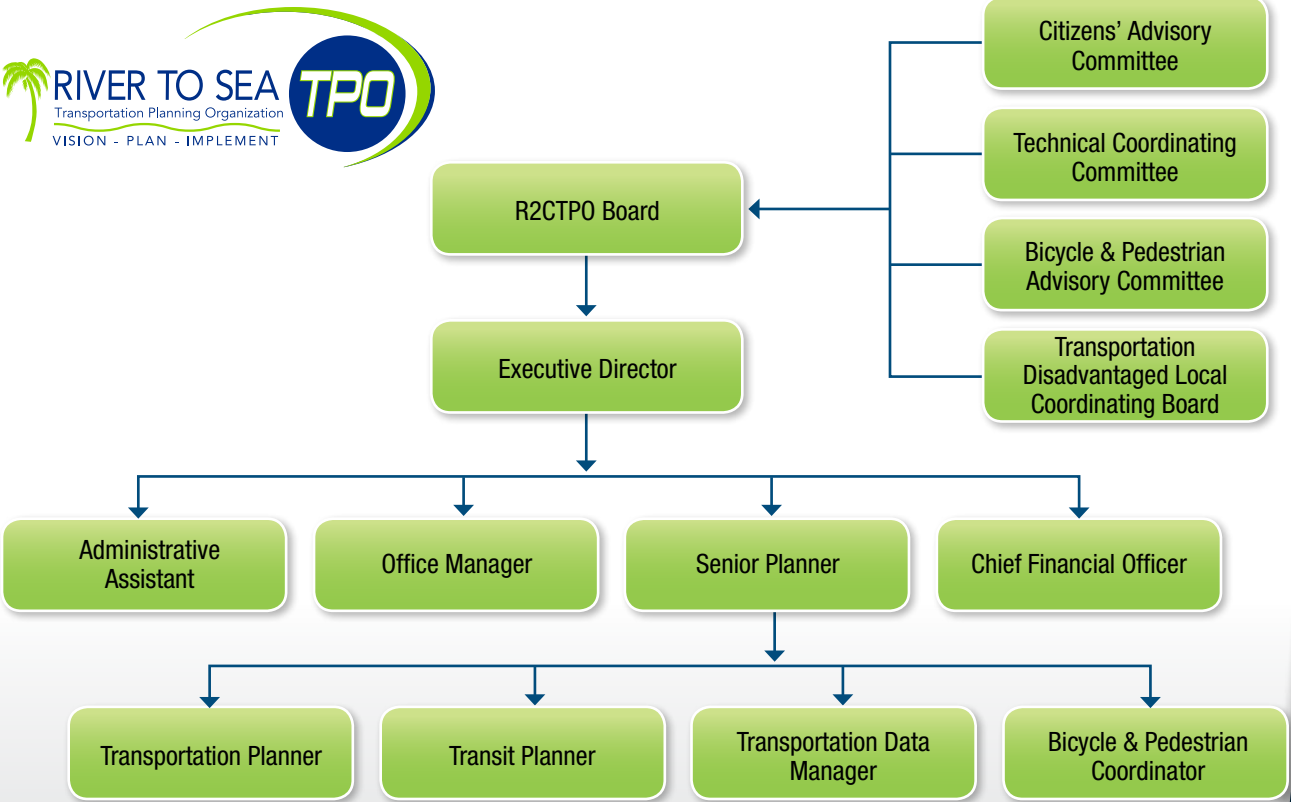 RIVER TO SEA
Transportation Planning Organization
VISION - PLAN - IMPLEMENT
TPO
Citizens' Advisory
Committee
Technical Coordinating
Committee
Bicycle & Pedestrian
Advisory Committee
Transportation
Disadvantaged Local
Coordinating Board
R2CTPO Board
Executive Director
Administrative
Assistant
Office Manager
Senior Planner
Chief Financial Officer
Transportation Planner
Transit Planner
Transportation Data
Manager
Bicycle & Pedestrian
Coordinator